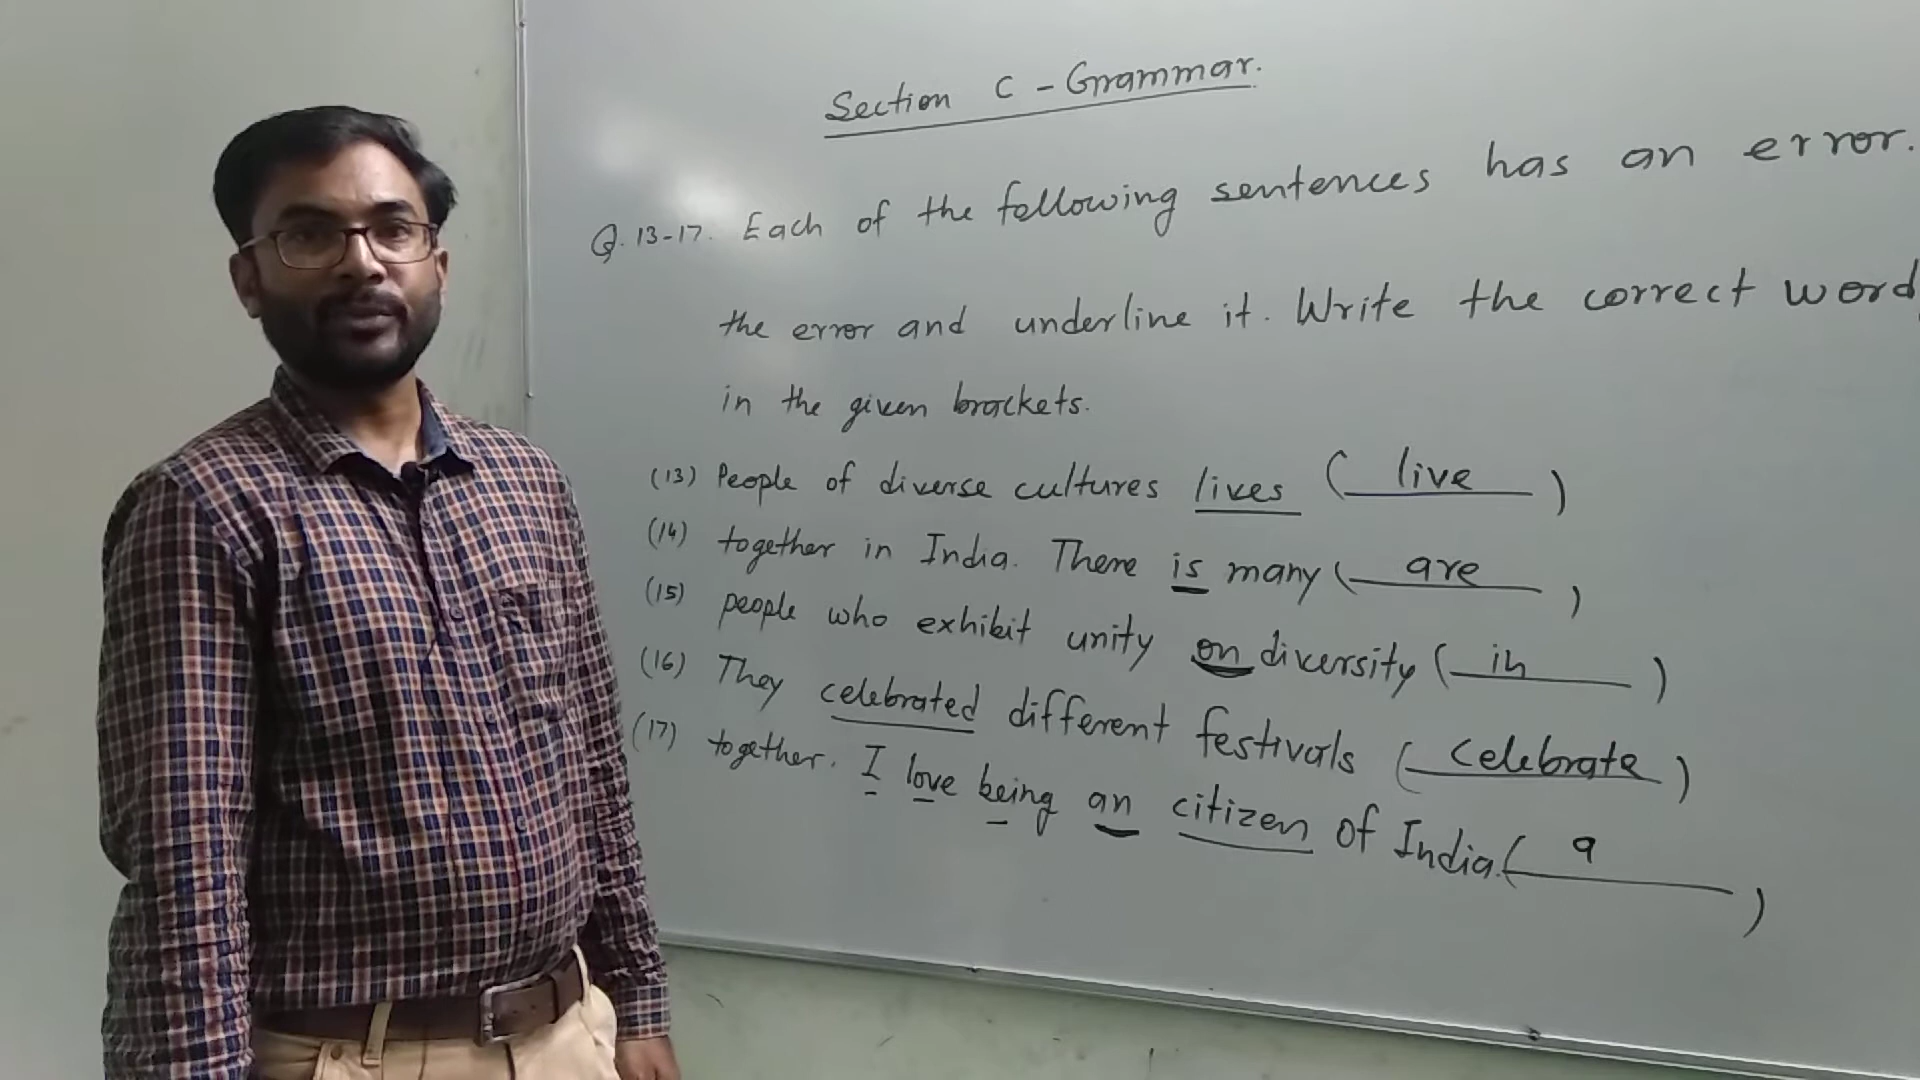 Section C - Grammar.
Q. 13-17. Each of the following sentences has an error.
the error and underline it. Write the correct word
in the given brackets.
(13) People of diverse cultures lives ( live )
(14) together in India. There is many ( are )
(15) people who exhibit unity on diversity ( in )
(16) They celebrated different festivals ( celebrate )
(17) together. I love being an citizen of India. ( a )